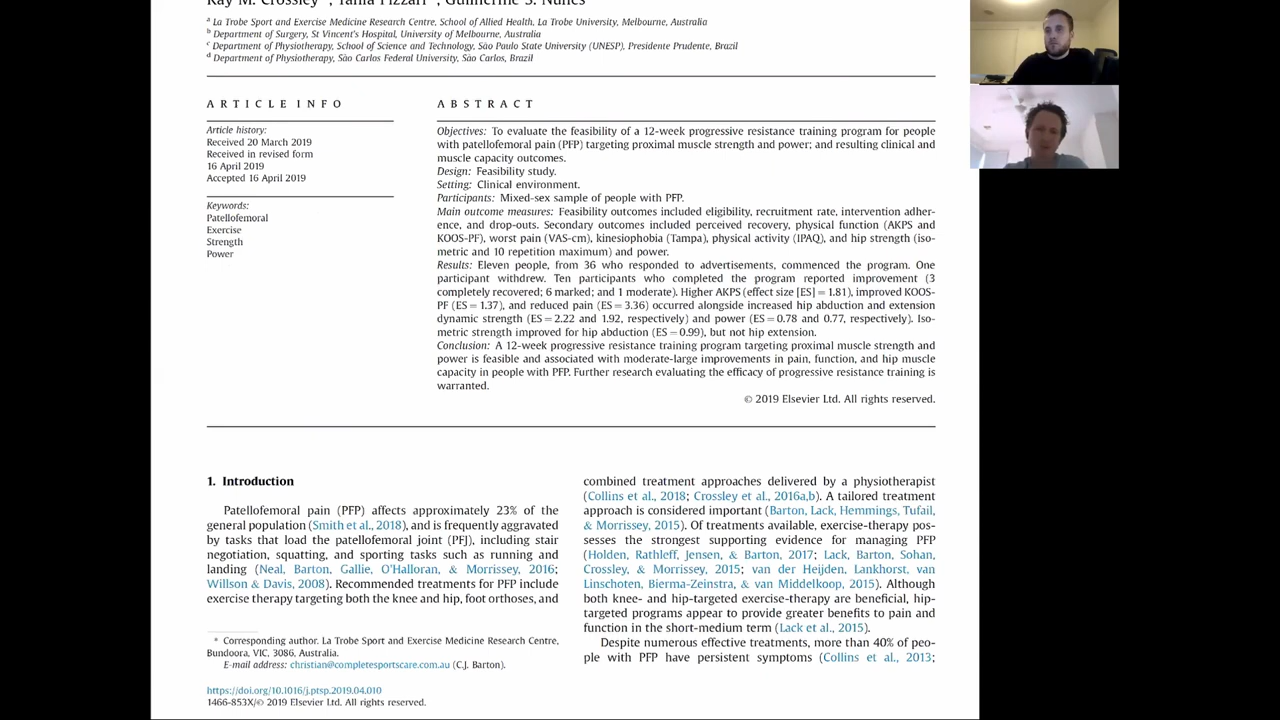 Kay M. Crossley, Tania Pizzari, Guilherme S. Nunes
a La Trobe Sport and Exercise Medicine Research Centre, School of Allied Health, La Trobe University, Melbourne, Australia
b Department of Surgery, St Vincent's Hospital, University of Melbourne, Australia
c Department of Physiotherapy, School of Science and Technology, São Paulo State University (UNESP), Presidente Prudente, Brazil
d Department of Physiotherapy, São Carlos Federal University, São Carlos, Brazil
ARTICLE INFO
Article history:
Received 20 March 2019
Received in revised form
16 April 2019
Accepted 16 April 2019
Keywords:
Patellofemoral
Exercise
Strength
Power
ABSTRACT
Objectives: To evaluate the feasibility of a 12-week progressive resistance training program for people
with patellofemoral pain (PFP) targeting proximal muscle strength and power; and resulting clinical and
muscle capacity outcomes.
Design: Feasibility study.
Setting: Clinical environment.
Participants: Mixed-sex sample of people with PFP.
Main outcome measures: Feasibility outcomes included eligibility, recruitment rate, intervention adher-
ence, and drop-outs. Secondary outcomes included perceived recovery, physical function (AKPS and
KOOS-PF), worst pain (VAS-cm), kinesiophobia (Tampa), physical activity (IPAQ), and hip strength (iso-
metric and 10 repetition maximum) and power.
Results: Eleven people, from 36 who responded to advertisements, commenced the program. One
participant withdrew. Ten participants who completed the program reported improvement (3
completely recovered; 6 marked; and 1 moderate). Higher AKPS (effect size [ES] = 1.81), improved KOOS-
PF (ES = 1.37), and reduced pain (ES = 3.36) occurred alongside increased hip abduction and extension
dynamic strength (ES = 2.22 and 1.92, respectively) and power (ES = 0.78 and 0.77, respectively). Iso-
metric strength improved for hip abduction (ES = 0.99), but not hip extension.
Conclusion: A 12-week progressive resistance training program targeting proximal muscle strength and
power is feasible and associated with moderate-large improvements in pain, function, and hip muscle
capacity in people with PFP. Further research evaluating the efficacy of progressive resistance training is
warranted.
© 2019 Elsevier Ltd. All rights reserved.
1. Introduction
Patellofemoral pain (PFP) affects approximately 23% of the
general population (Smith et al., 2018), and is frequently aggravated
by tasks that load the patellofemoral joint (PFJ), including stair
negotiation, squatting, and sporting tasks such as running and
landing (Neal, Barton, Gallie, O'Halloran, & Morrissey, 2016;
Willson & Davis, 2008). Recommended treatments for PFP include
exercise therapy targeting both the knee and hip, foot orthoses, and
* Corresponding author. La Trobe Sport and Exercise Medicine Research Centre,
Bundoora, VIC, 3086, Australia.
E-mail address: christian@completesportscare.com.au (C.J. Barton).
https://doi.org/10.1016/j.ptsp.2019.04.010
1466-853X/© 2019 Elsevier Ltd. All rights reserved.
combined treatment approaches delivered by a physiotherapist
(Collins et al., 2018; Crossley et al., 2016a,b). A tailored treatment
approach is considered important (Barton, Lack, Hemmings, Tufail,
& Morrissey, 2015). Of treatments available, exercise-therapy pos-
sesses the strongest supporting evidence for managing PFP
(Holden, Rathleff, Jensen, & Barton, 2017; Lack, Barton, Sohan,
Crossley, & Morrissey, 2015; van der Heijden, Lankhorst, van
Linschoten, Bierma-Zeinstra, & van Middelkoop, 2015). Although
both knee- and hip-targeted exercise-therapy are beneficial, hip-
targeted programs appear to provide greater benefits to pain and
function in the short-medium term (Lack et al., 2015).
Despite numerous effective treatments, more than 40% of peo-
ple with PFP have persistent symptoms (Collins et al., 2013;